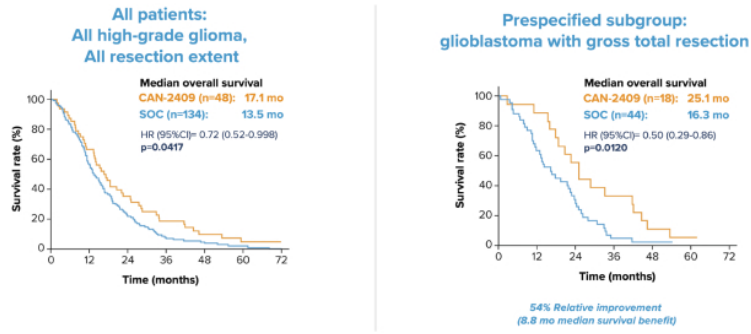 All patients:
All high-grade glioma,
All resection extent
Median overall survival
CAN-2409 (n=48): 17.1 mo
SOC (n=134): 13.5 mo
HR (95%CI)= 0.72 (0.52-0.998)
p=0.0417
Survival rate (%)
100
80
60
40
20
0
0 12 24 36 48 60 72
Time (months)
Prespecified subgroup:
glioblastoma with gross total resection
Median overall survival
CAN-2409 (n=18): 25.1 mo
SOC (n=44): 16.3 mo
HR (95%CI)= 0.50 (0.29-0.86)
p=0.0120
Survival rate (%)
100
80
60
40
20
0
0 12 24 36 48 60 72
Time (months)
54% Relative improvement
(8.8 mo median survival benefit)